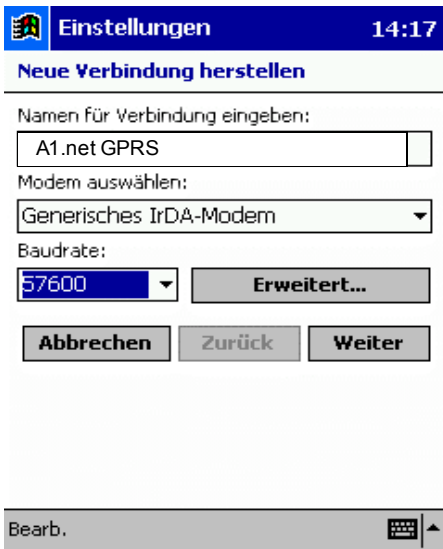 Einstellungen 14:17
Neue Verbindung herstellen
Namen für Verbindung eingeben:
A1.net GPRS
Modem auswählen:
Generisches IrDA-Modem
Baudrate:
57600 Erweitert...
Abbrechen Zurück Weiter
Bearb.